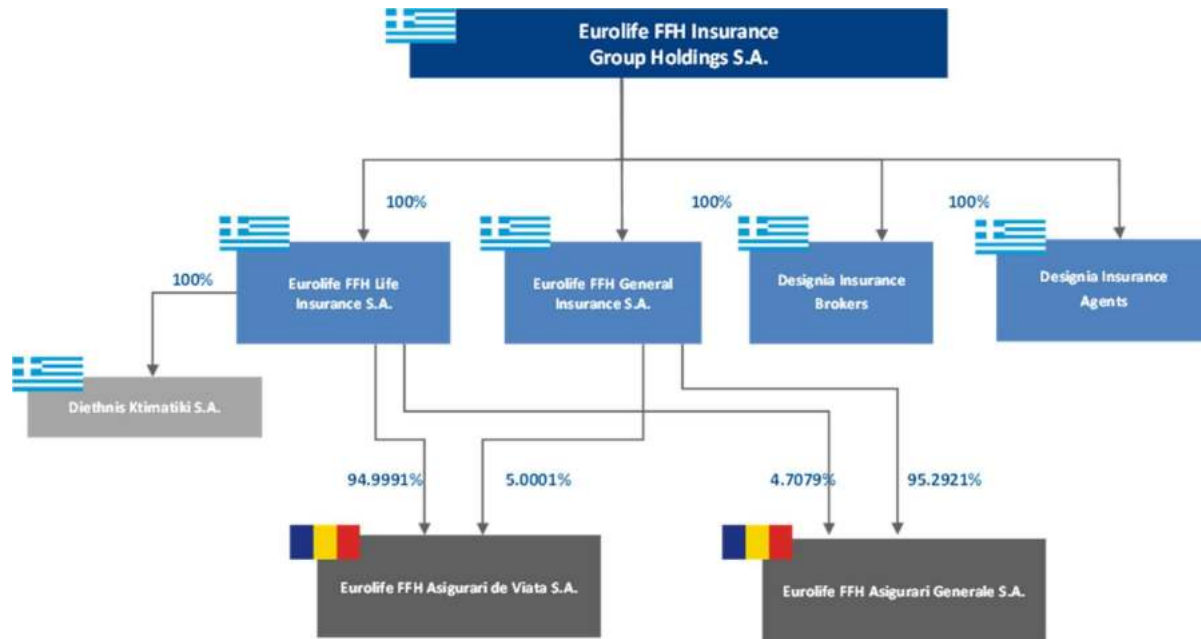 Eurolife FFH Insurance
Group Holdings S.A.
100%
100%
100%
Eurolife FFH Life
Insurance S.A.
Eurolife FFH General
Insurance S.A.
Designia Insurance
Brokers
Designia Insurance
Agents
100%
Diethnis Ktimatiki S.A.
94.9991%
5.0001%
4.7079%
95.2921%
Eurolife FFH Asigurari de Viata S.A.
Eurolife FFH Asigurari Generale S.A.